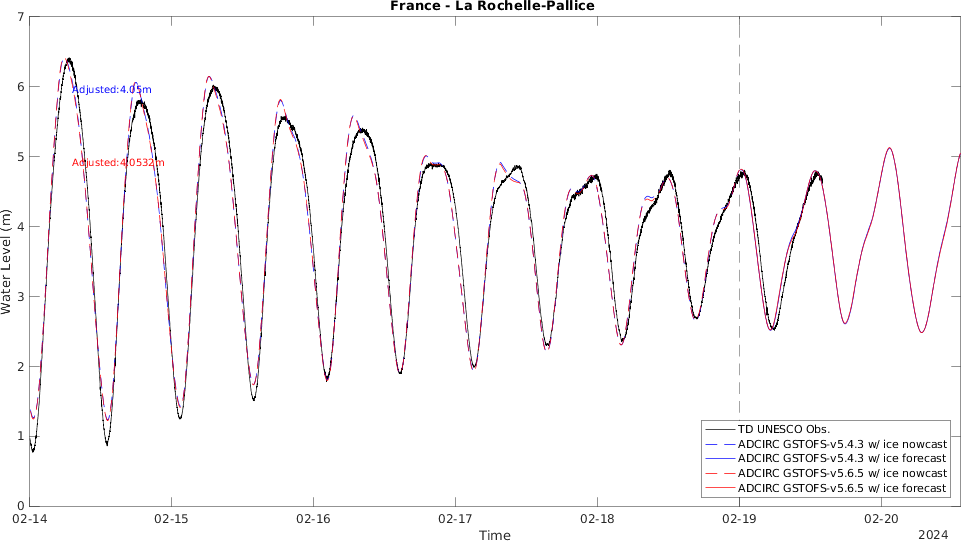 France - La Rochelle-Pallice
7
6
5
4
3
2
1
0
Water Level (m)
Adjusted:4.05m
Adjusted:4.0532m
TD UNESCO Obs.
ADCIRC GSTOFS-v5.4.3 w/ ice nowcast
ADCIRC GSTOFS-v5.4.3 w/ ice forecast
ADCIRC GSTOFS-v5.6.5 w/ ice nowcast
ADCIRC GSTOFS-v5.6.5 w/ ice forecast
02-14 02-15 02-16 02-17 02-18 02-19 02-20
Time
2024